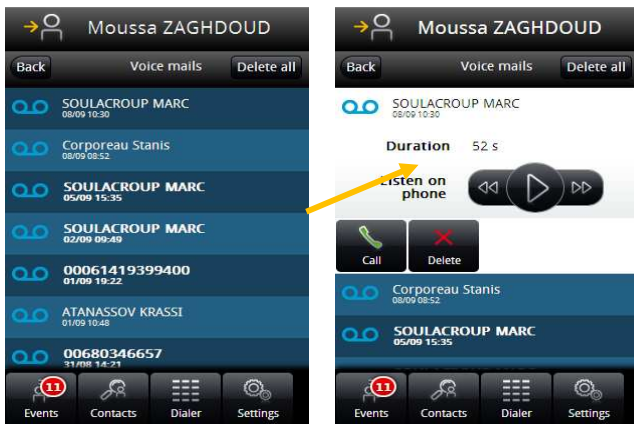 Moussa ZAGHDOUD
Back Voice mails Delete all
SOULACROUP MARC
08/09 10:30
Corporeau Stanis
08/09 08:52
SOULACROUP MARC
05/09 15:35
SOULACROUP MARC
02/09 09:49
00061419399400
01/09 19:22
ATANASSOV KRASSI
01/09 10:48
00680346657
31/08 14:21
11
Events Contacts Dialer Settings
Moussa ZAGHDOUD
Back Voice mails Delete all
SOULACROUP MARC
08/09 10:30
Duration 52 s
Listen on
phone
Call Delete
Corporeau Stanis
08/09 08:52
SOULACROUP MARC
05/09 15:35
11
Events Contacts Dialer Settings